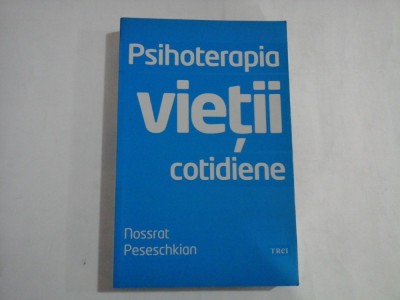 Psihoterapia
vieții
cotidiene
Nossrat
Peseschkian
TREI